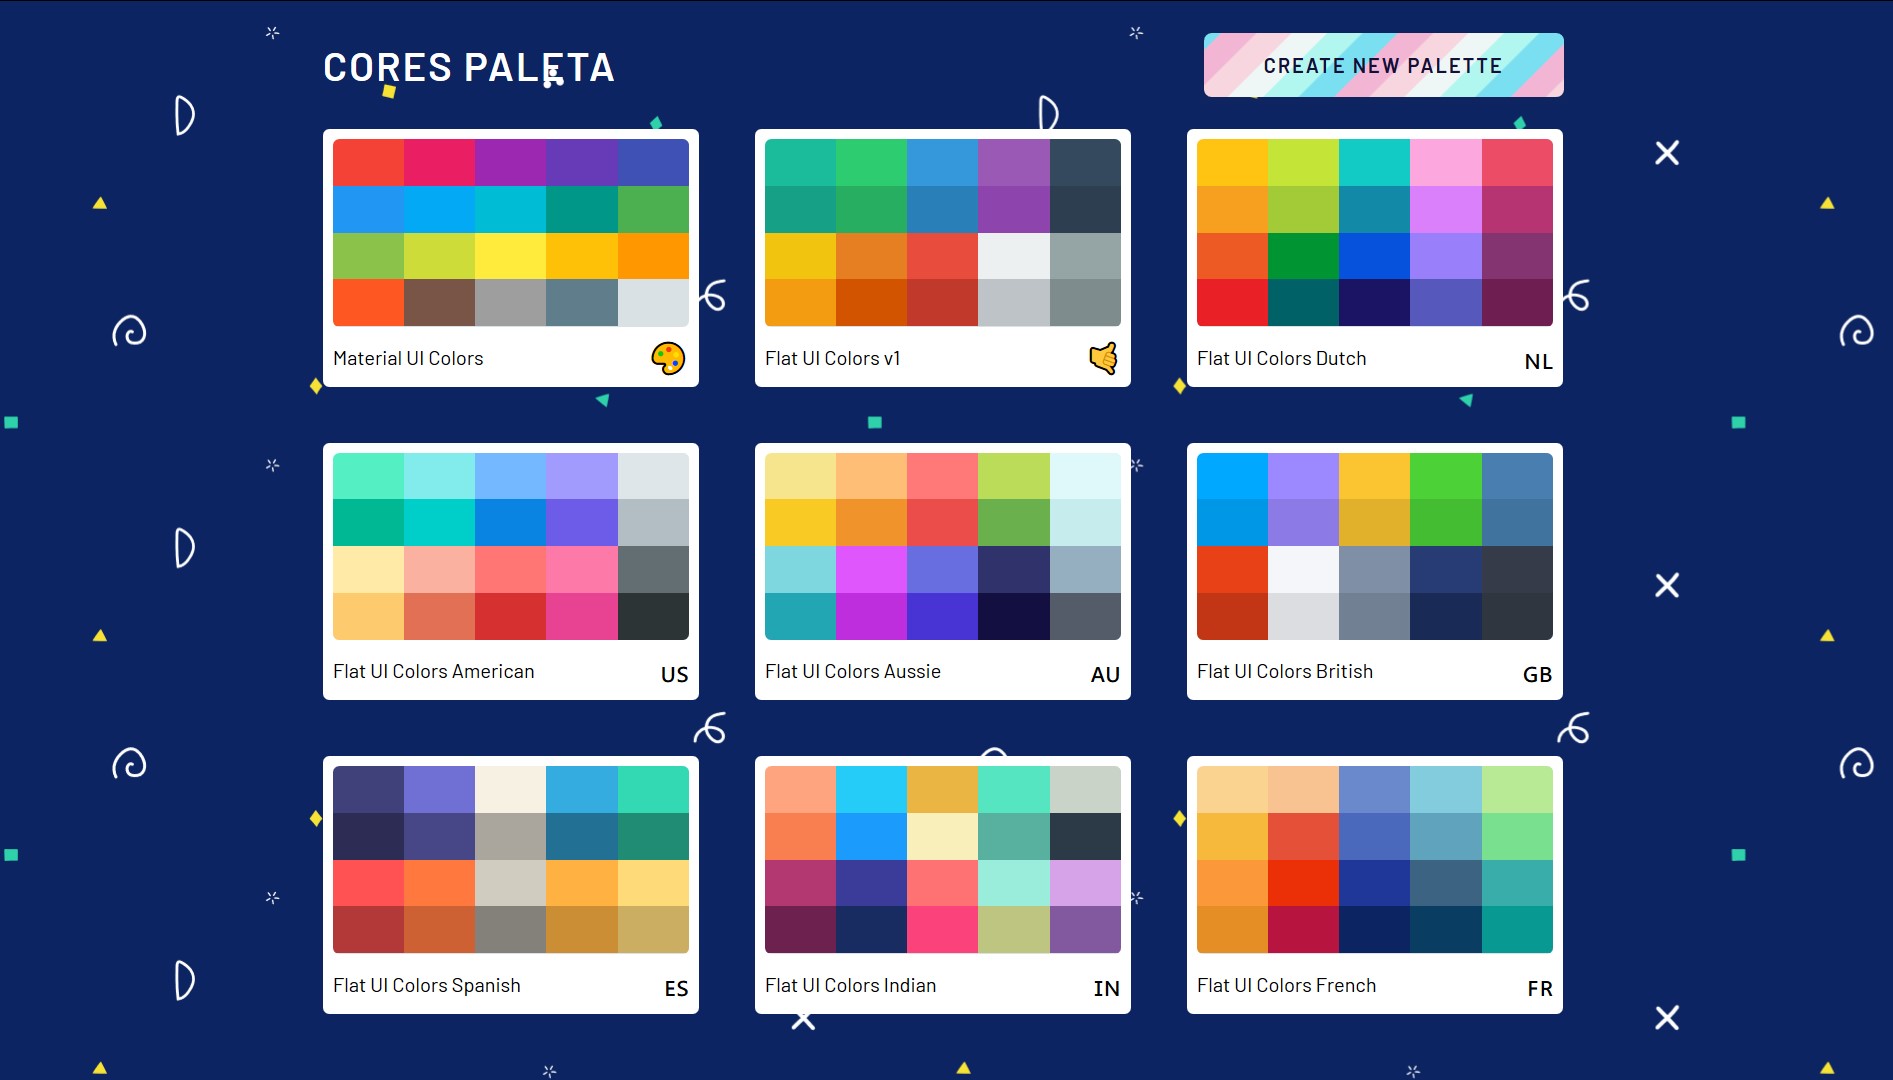 CORES PALETA
CREATE NEW PALETTE
Material UI Colors
Flat UI Colors v1
Flat UI Colors Dutch
NL
Flat UI Colors American
US
Flat UI Colors Aussie
AU
Flat UI Colors British
GB
Flat UI Colors Spanish
ES
Flat UI Colors Indian
IN
Flat UI Colors French
FR